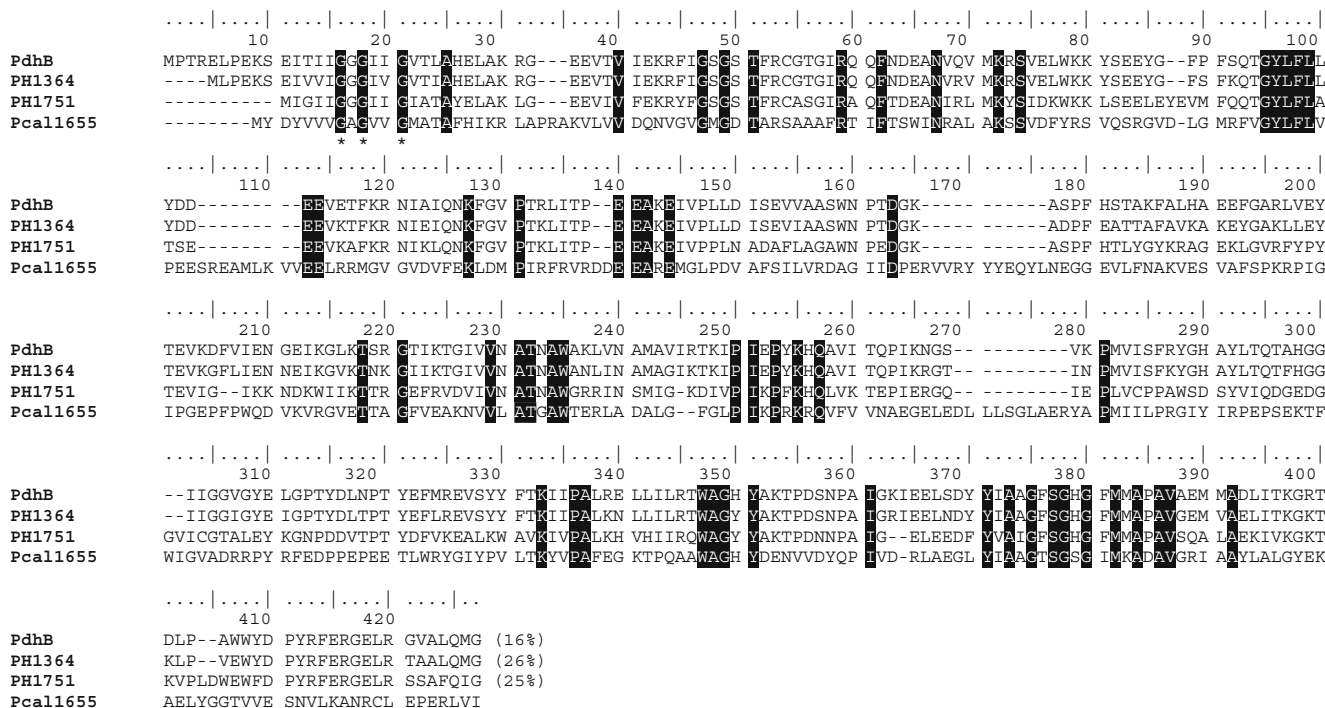 ....|....| ....|....| ....|....| ....|....| ....|....| ....|....| ....|....| ....|....| ....|....| ....|....|
10 20 30 40 50 60 70 80 90 100
PdhB MPTRELPEKS EITIIGGGII GVTLAHELAK RG---EEVTV IEKRFIGSGS TFRCGTGIRQ QFNDEANVQV MKRSVELWKK YSEEYG--FP FSQTGYLFLL
PH1364 ----MLPEKS EIVVIGGGIV GVTIAHELAK RG---EEVTV IEKRFIGSGS TFRCGTGIRQ QFNDEANVRV MKRSVELWKK YSEEYG--FS FKQTGYLFLL
PH1751 ---------- -MIGIIGGGII GIATAYELAK LG---EEVIV FEKRYFGSGS TFRCASGIRA QFTDEANIRL MKYSIDKWKK LSEELEYEVM FQQTGYLFLA
Pcal1655 --------MY DYVVVGAGVV GMATAFHIKR LAPRAKVLVV DQNVGVGMGD TARSAAAFRT IFTSWINRAL AKSSVDFYRS VQSRGVD-LG MRFVGYLFLV
* * *
....|....| ....|....| ....|....| ....|....| ....|....| ....|....| ....|....| ....|....| ....|....| ....|....|
110 120 130 140 150 160 170 180 190 200
PdhB YDD------- -EEVETFKR NIAIQNKFGV PTRLITP--E EAKEIVPLLD ISEVVAASWN PTDGK----- -----ASPF HSTAKFALHA EEFGARLVEY
PH1364 YDD------- -EEVKTFKR NIEIQNKFGV PTKLITP--E EAKEIVPLLD ISEVIAASWN PTDGK----- -----ADPF EATTAFAVKA KEYGAKLLEY
PH1751 TSE------- -EEVKAFKR NIKLQNKFGV PTKLITP--E EAKEIVPPLN ADAFLAGAWN PEDGK----- -----ASPF HTLYGYKRAG EKLGVRFYPY
Pcal1655 PEESREAMLK VVEELRRMGV GVDVFEKLDM PIRFRVRDDE EAREMGLPDV AFSILVRDAG IIDPERVVRY YYEQYLNEGG EVLFNAKVES VAFSPKRPIG
....|....| ....|....| ....|....| ....|....| ....|....| ....|....| ....|....| ....|....| ....|....| ....|....|
210 220 230 240 250 260 270 280 290 300
PdhB TEVKDFVIEN GEIKGLKTSR GTIKTGIVVN ATNAWAKLVN AMAVIRTKIP IEPYKHQAVI TQPIKNGS-- --------VK PMVISFRYGH AYLTQTAHGG
PH1364 TEVKGFLIEN NEIKGVKTNK GIIKTGIVVN ATNAWANLIN AMAGIKTKIP IEPYKHQAVI TQPIKRGT-- --------IN PMVISFKYGH AYLTQTFHGG
PH1751 TEVIG-IKKN DKWIIKTTRG GEFRVDVIVN ATNAWGRRIN SMIG-KDIVP IKPFKHQLVK TEPIERGQ-- --------IE PLVCPPAWSD SYVIQDGEDG
Pcal1655 IPGEPFPWQD VKVRGVETTA GFVEAKNVVL ATGAWTERLA DALG--FGLP IKPRKRQVFV VNAEGELEDL LLSGLAERYA PMIILPRGIY IRPEPSEKTF
....|....| ....|....| ....|....| ....|....| ....|....| ....|....| ....|....| ....|....| ....|....| ....|....|
310 320 330 340 350 360 370 380 390 400
PdhB --IIGGVGYE LGPTYDLNPT YEFMREVSYY FTKIIPALRE LLILRTWAGH YAKTPDSNPA IGKIEELSDY YIAAGFSGHG FMMAPAVAEM MADLITKGRT
PH1364 --IIGGIGYE IGPTYDLTPT YEFLREVSYY FTKIIPALKN LLILRTWAGY YAKTPDSNPA IGRIEELNDY YIAAGFSGHG FMMAPAVGEM VAELITKGKT
PH1751 GVICGTALEY KGNPDDVTPT YDFVKEALKW AVKIVPALKH VHIIRQWAGY YAKTPDNNPA IG--ELEEDF YVAIGFSGHG FMMAPAVSQA LAEKIVKGKT
Pcal1655 WIGVADRRPY RFEDPPEPEE TLWRYGIYPV LTKYVPAFEG KTPQAAWAGH YDENVVDYQP IVD-RLAEGL YIAAGTSGSG IMKADAVGRI AAYLALGYEK
....|....| ....|....| ....|..
410 420
PdhB DLP--AWWYD PYRFERGELR GVALQMG (16%)
PH1364 KLP--VEWYD PYRFERGELR TAALQMG (26%)
PH1751 KVPLDWEWFD PYRFERGELR SSAFQIG (25%)
Pcal1655 AELYGGTVVE SNVLKANRCL EPERLVI